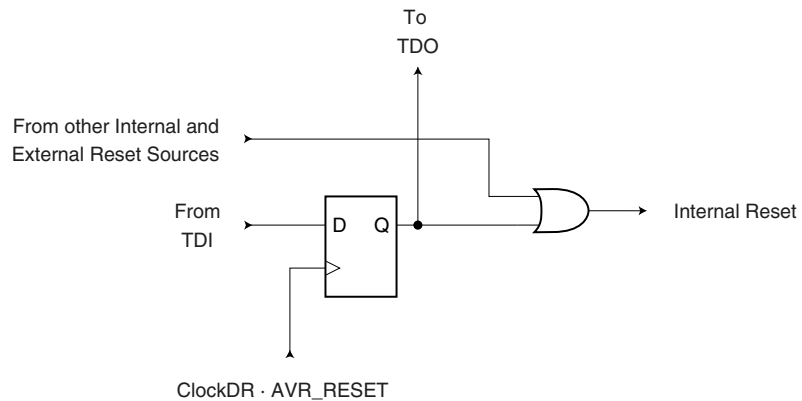 To
TDO
From other Internal and
External Reset Sources
From
TDI
D
Q
Internal Reset
ClockDR · AVR_RESET